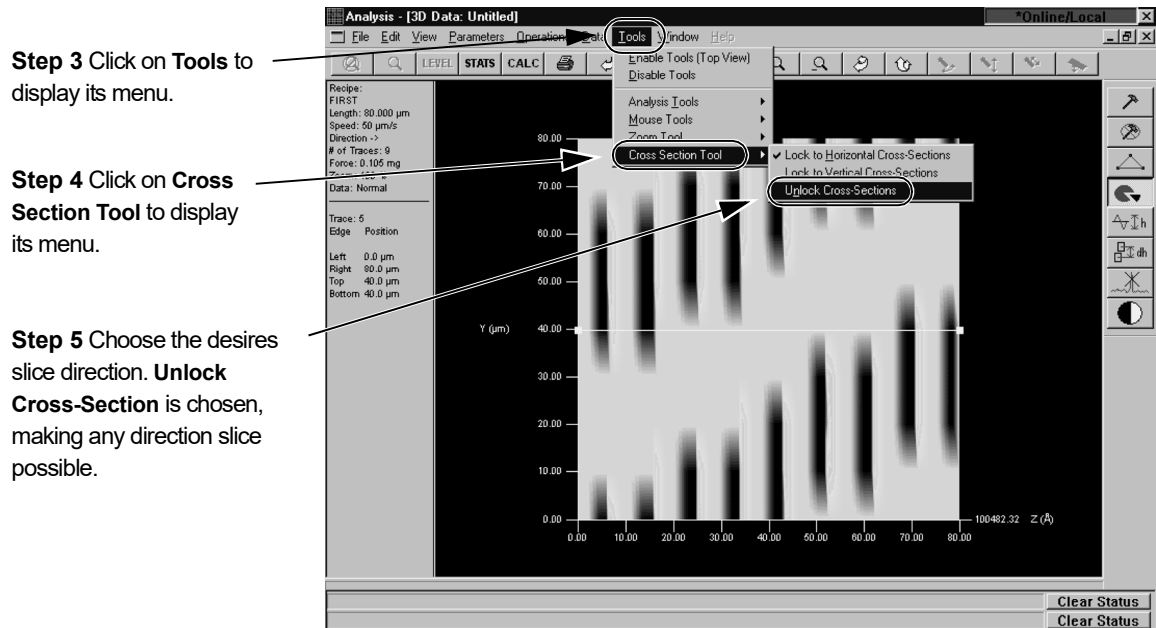 Step 3 Click on Tools to
display its menu.
Step 4 Click on Cross
Section Tool to display
its menu.
Step 5 Choose the desires
slice direction. Unlock
Cross-Section is chosen,
making any direction slice
possible.
Analysis - [3D Data: Untitled]
*Online/Local
File Edit View Parameters Operations Data Tools Window Help
LEVEL STATS CALC
Enable Tools (Top View)
Disable Tools
Analysis Tools
Mouse Tools
Zoom Tool
Cross Section Tool
Lock to Horizontal Cross-Sections
Lock to Vertical Cross-Sections
Unlock Cross-Sections
Recipe:
FIRST
Length: 80.000 µm
Speed: 50 µm/s
Direction ->
# of Traces: 9
Force: 0.105 mg
Data: Normal
Trace: 5
Edge Position
Left 0.0 µm
Right 80.0 µm
Top 40.0 µm
Bottom 40.0 µm
80.00
70.00
60.00
50.00
Y (µm) 40.00
30.00
20.00
10.00
0.00
100482.32 Z (Å)
0.00 10.00 20.00 30.00 40.00 50.00 60.00 70.00 80.00
h
dh
Clear Status
Clear Status